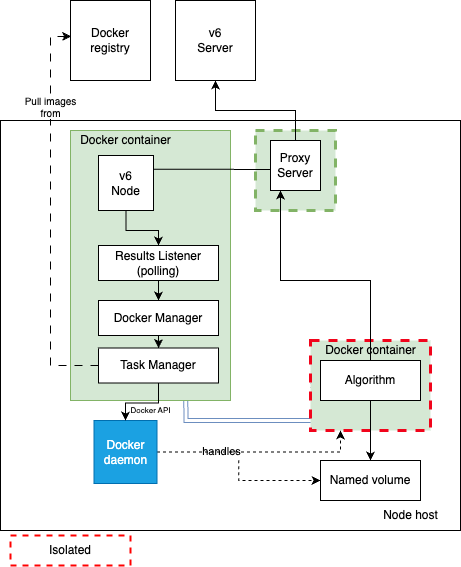 Docker
registry
v6
Server
Pull images
from
Docker container
v6
Node
Proxy
Server
Results Listener
(polling)
Docker Manager
Task Manager
Docker container
Algorithm
Docker API
Docker
daemon
handles
Named volume
Node host
Isolated